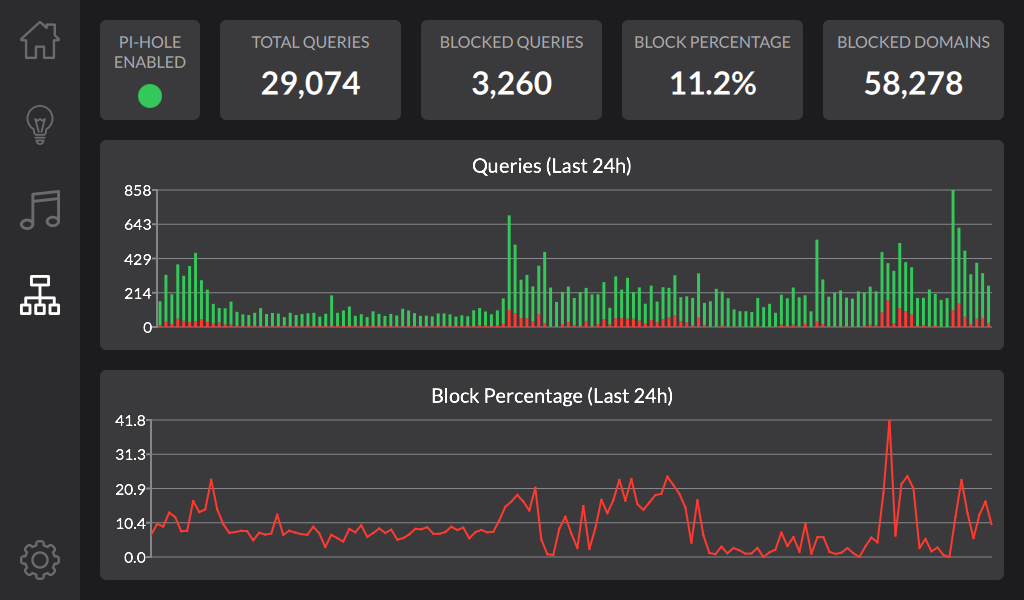 PI-HOLE
ENABLED
TOTAL QUERIES
29,074
BLOCKED QUERIES
3,260
BLOCK PERCENTAGE
11.2%
BLOCKED DOMAINS
58,278
Queries (Last 24h)
858
643
429
214
0
Block Percentage (Last 24h)
41.8
31.3
20.9
10.4
0.0